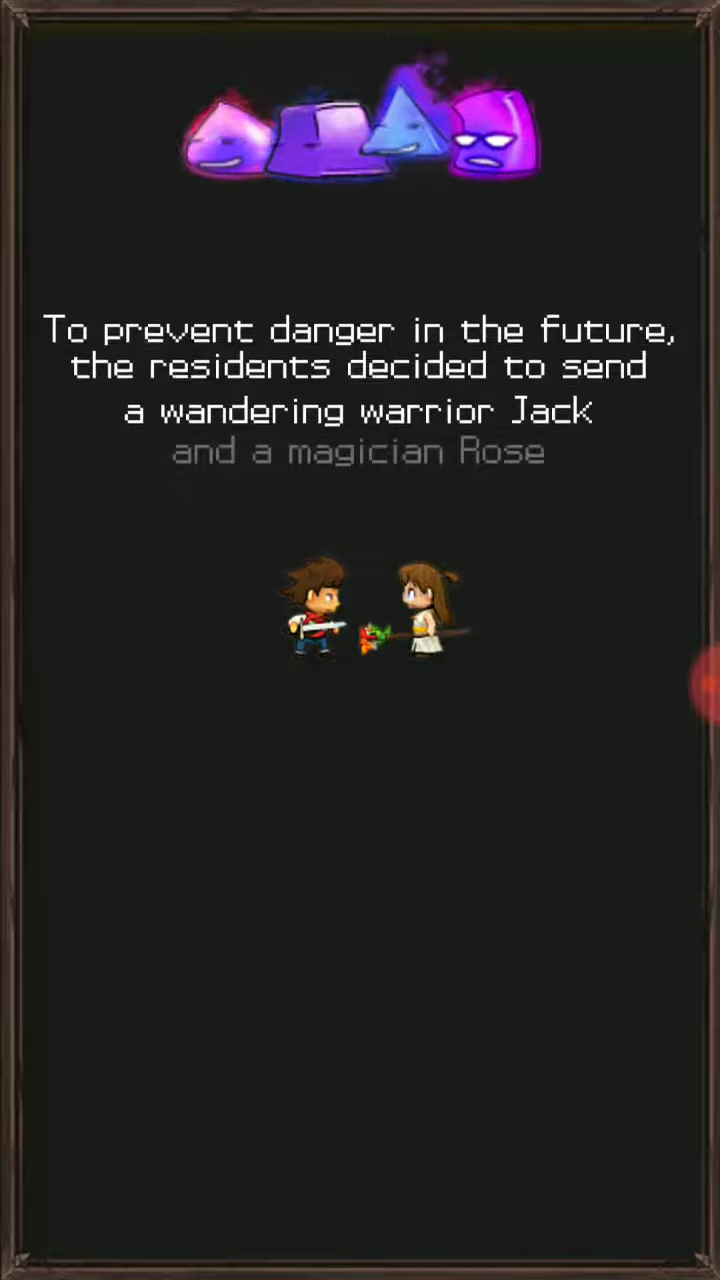 To prevent danger in the future,
the residents decided to send
a wandering warrior Jack
and a magician Rose